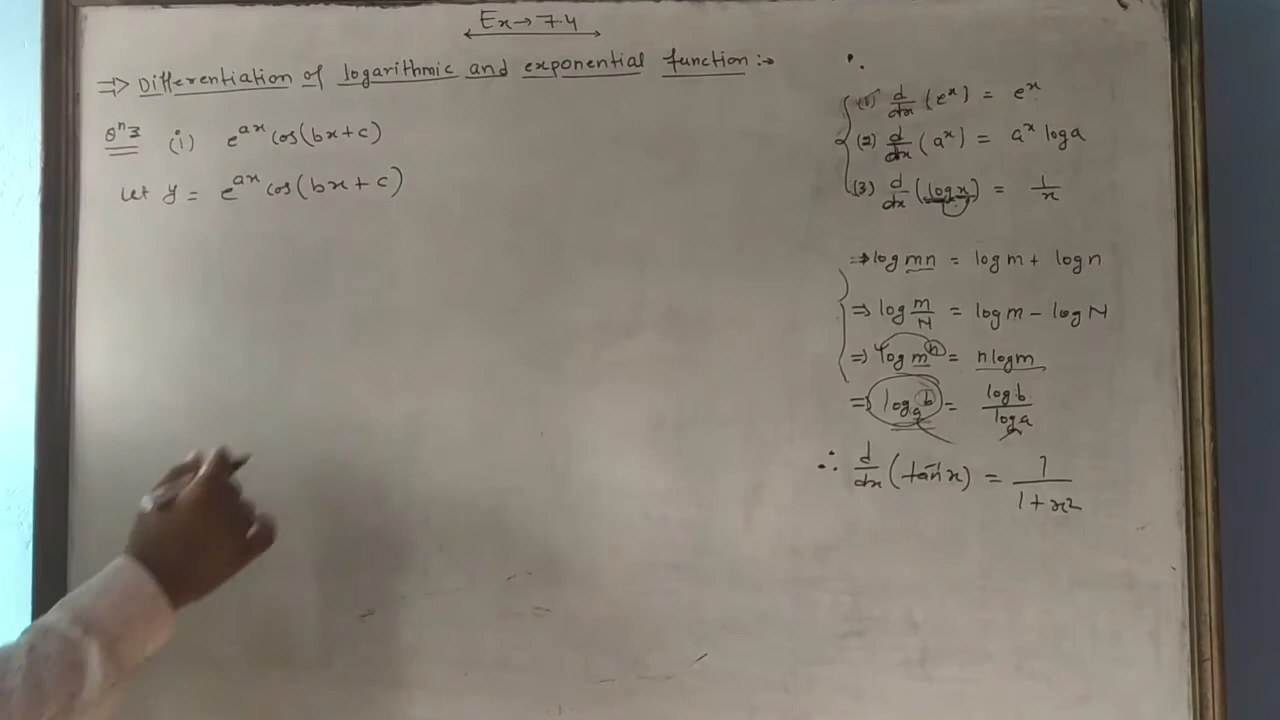 Ex→7.4
⇒ Differentiation of logarithmic and exponential function :→
Qⁿ3 (i) e^{ax} cos(bx+c)
Let y = e^{ax} cos(bx+c)
(1) d/dx (e^x) = e^x
(2) d/dx (a^x) = a^x log a
(3) d/dx (log x) = 1/x
⇒ log mn = log m + log n
⇒ log m/N = log m - log N
⇒ log m^n = n log m
⇒ log_a b = log b / log a
∴ d/dx (tan⁻¹x) = 1/(1+x²)